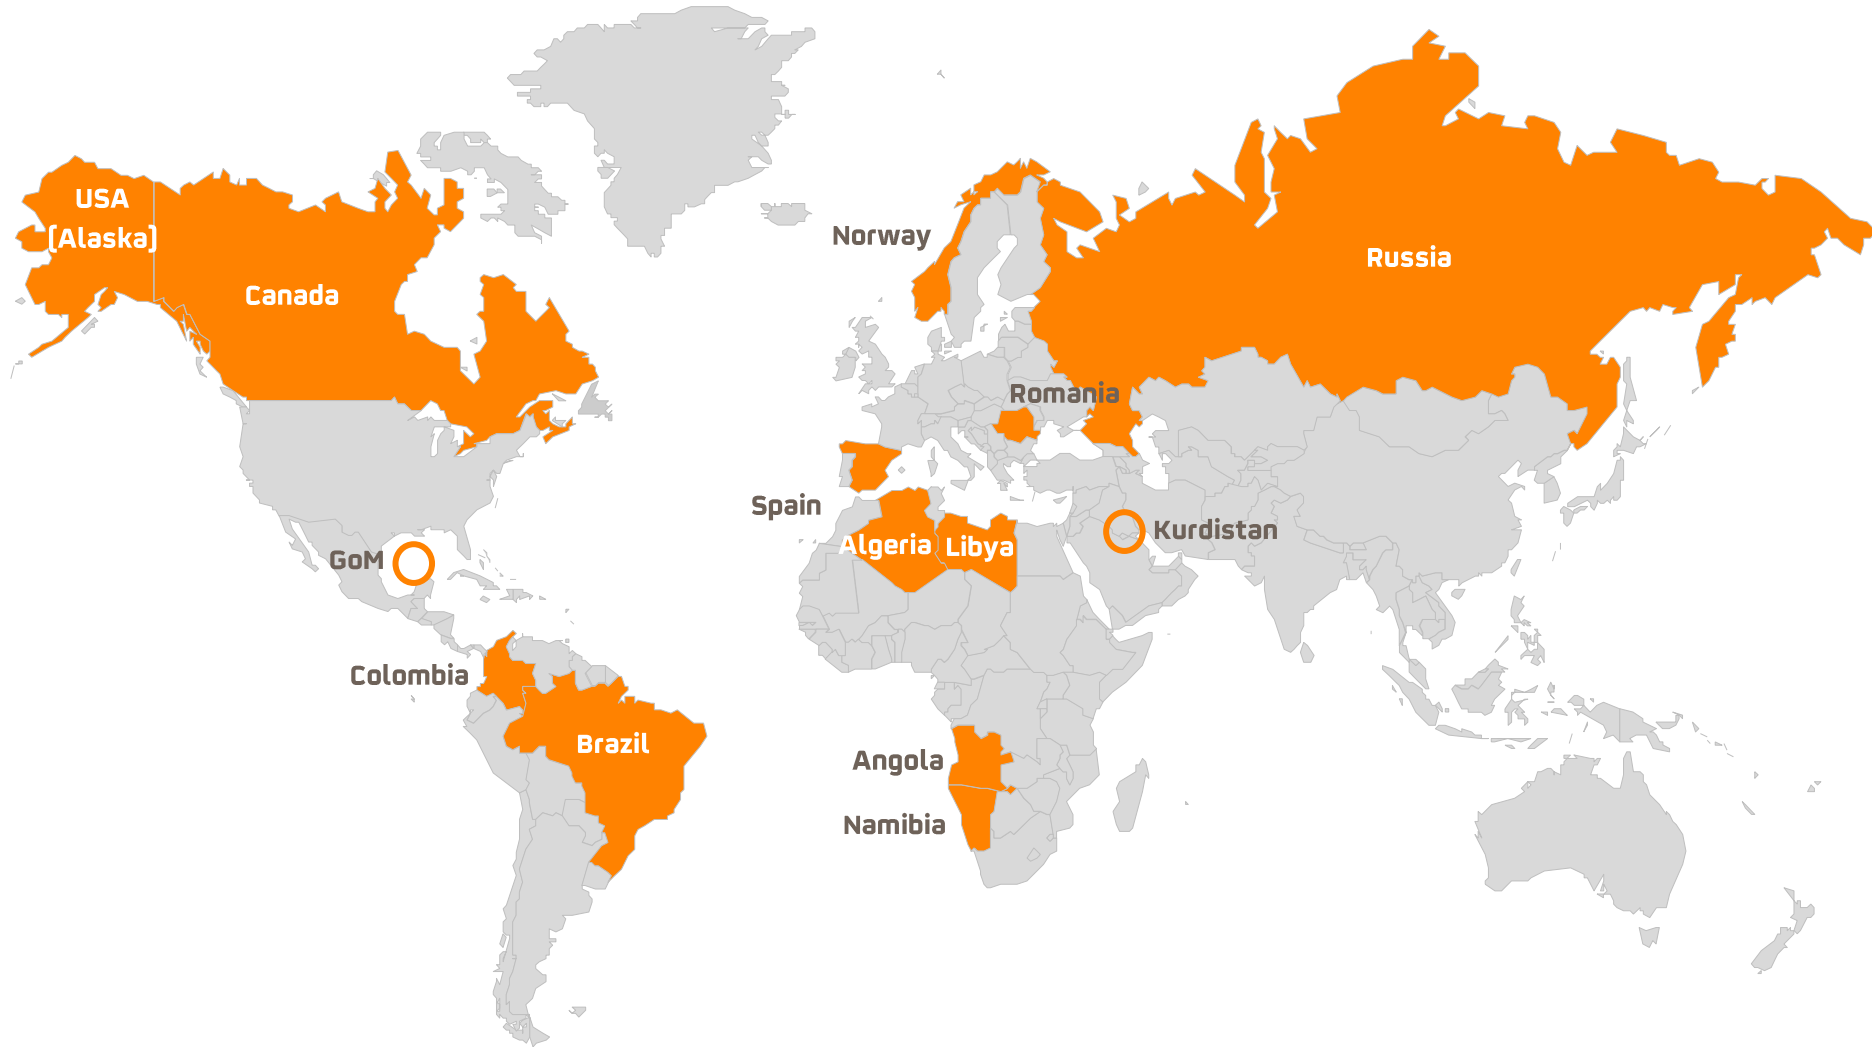 USA
(Alaska)
Canada
Norway
Russia
Romania
Spain
Algeria
Libya
Kurdistan
GoM
Colombia
Brazil
Angola
Namibia